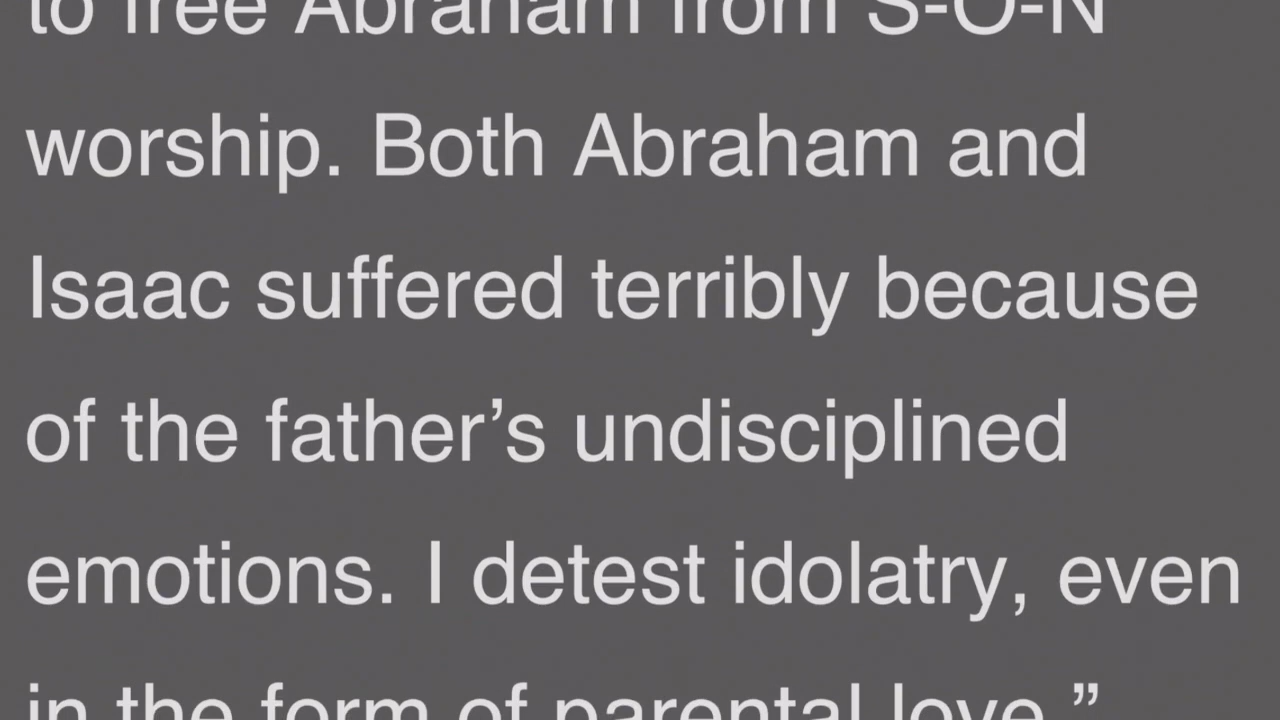 to free Abraham from S-O-N
worship. Both Abraham and
Isaac suffered terribly because
of the father’s undisciplined
emotions. I detest idolatry, even
in the form of parental love.”